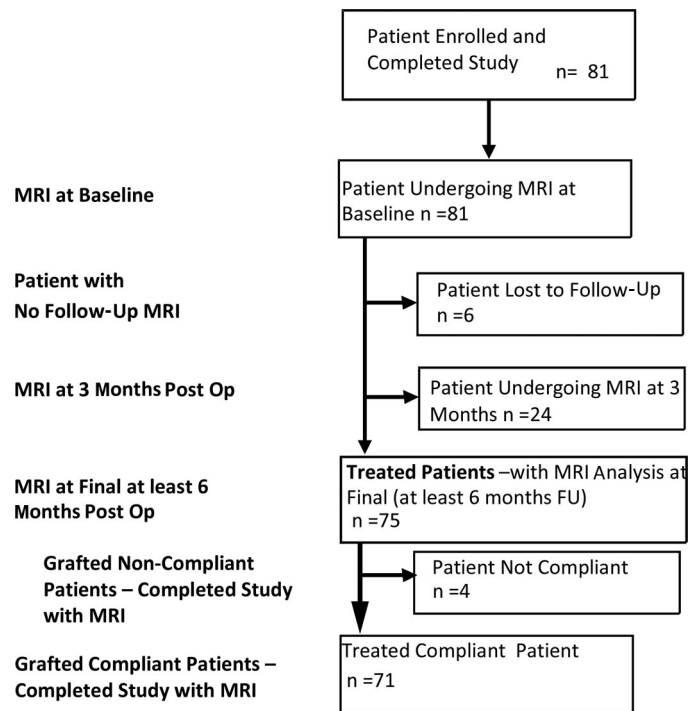 Patient Enrolled and
Completed Study n= 81
MRI at Baseline
Patient Undergoing MRI at
Baseline n =81
Patient with
No Follow-Up MRI
Patient Lost to Follow-Up
n =6
MRI at 3 Months Post Op
Patient Undergoing MRI at 3
Months n =24
MRI at Final at least 6
Months Post Op
Treated Patients –with MRI Analysis at
Final (at least 6 months FU)
n =75
Grafted Non-Compliant
Patients – Completed Study
with MRI
Patient Not Compliant
n =4
Grafted Compliant Patients –
Completed Study with MRI
Treated Compliant Patient
n =71